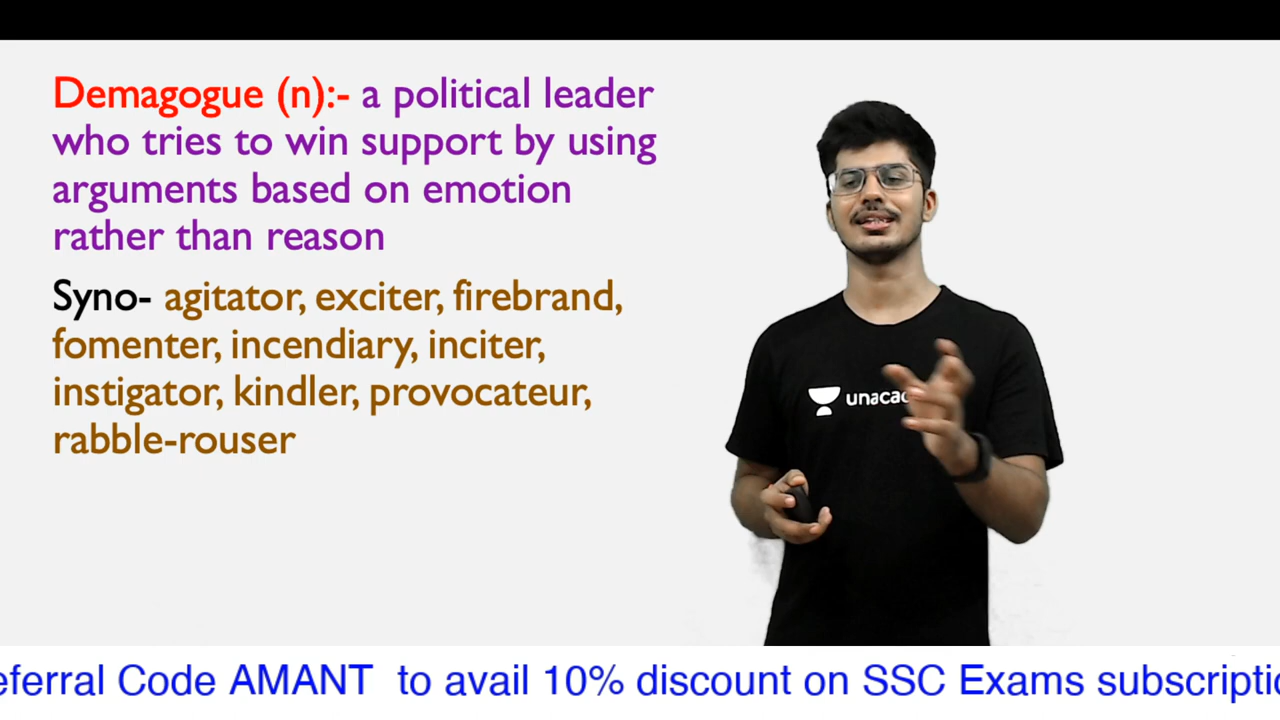 Demagogue (n):- a political leader
who tries to win support by using
arguments based on emotion
rather than reason
Syno- agitator, exciter, firebrand,
fomenter, incendiary, inciter,
instigator, kindler, provocateur,
rabble-rouser
unaca
eferral Code AMANT to avail 10% discount on SSC Exams subscripti